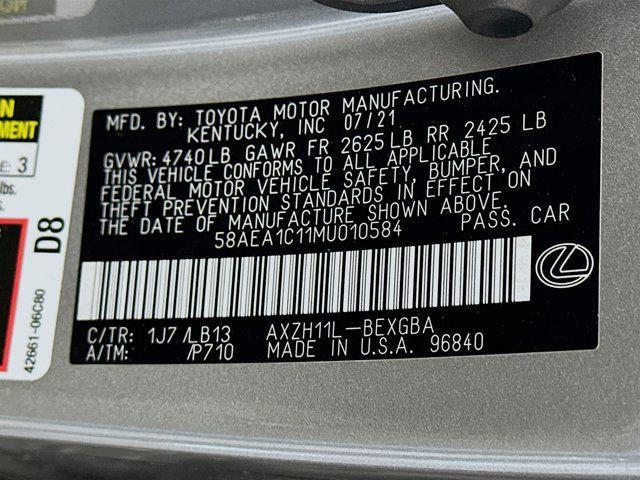 MFD. BY: TOYOTA MOTOR MANUFACTURING.
KENTUCKY, INC 07/21
GVWR: 4740LB GAWR FR 2625LB RR 2425 LB
THIS VEHICLE CONFORMS TO ALL APPLICABLE
FEDERAL MOTOR VEHICLE SAFETY, BUMPER, AND
THEFT PREVENTION STANDARDS IN EFFECT ON
THE DATE OF MANUFACTURE SHOWN ABOVE.
58AEA1C11MU010584 PASS. CAR
C/TR: 1J7 /LB13 AXZH11L-BEXGBA
A/TM: /P710 MADE IN U.S.A. 96840
3
lbs.
D8
42661-06C80